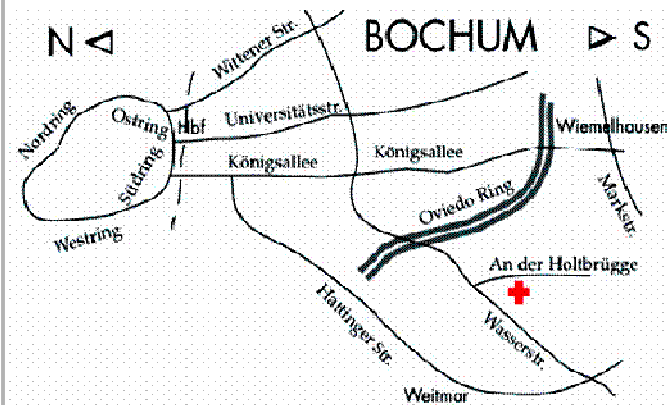 N BOCHUM S
Wittener Str.
Nordring
Ostring
Hbf
Universitätsstr.
Wiemelhausen
Südring
Königsallee
Königsallee
Westring
Oviedo Ring
Markstr.
An der Holtbrügge
Hattinger Str.
Wasserstr.
Weitmar